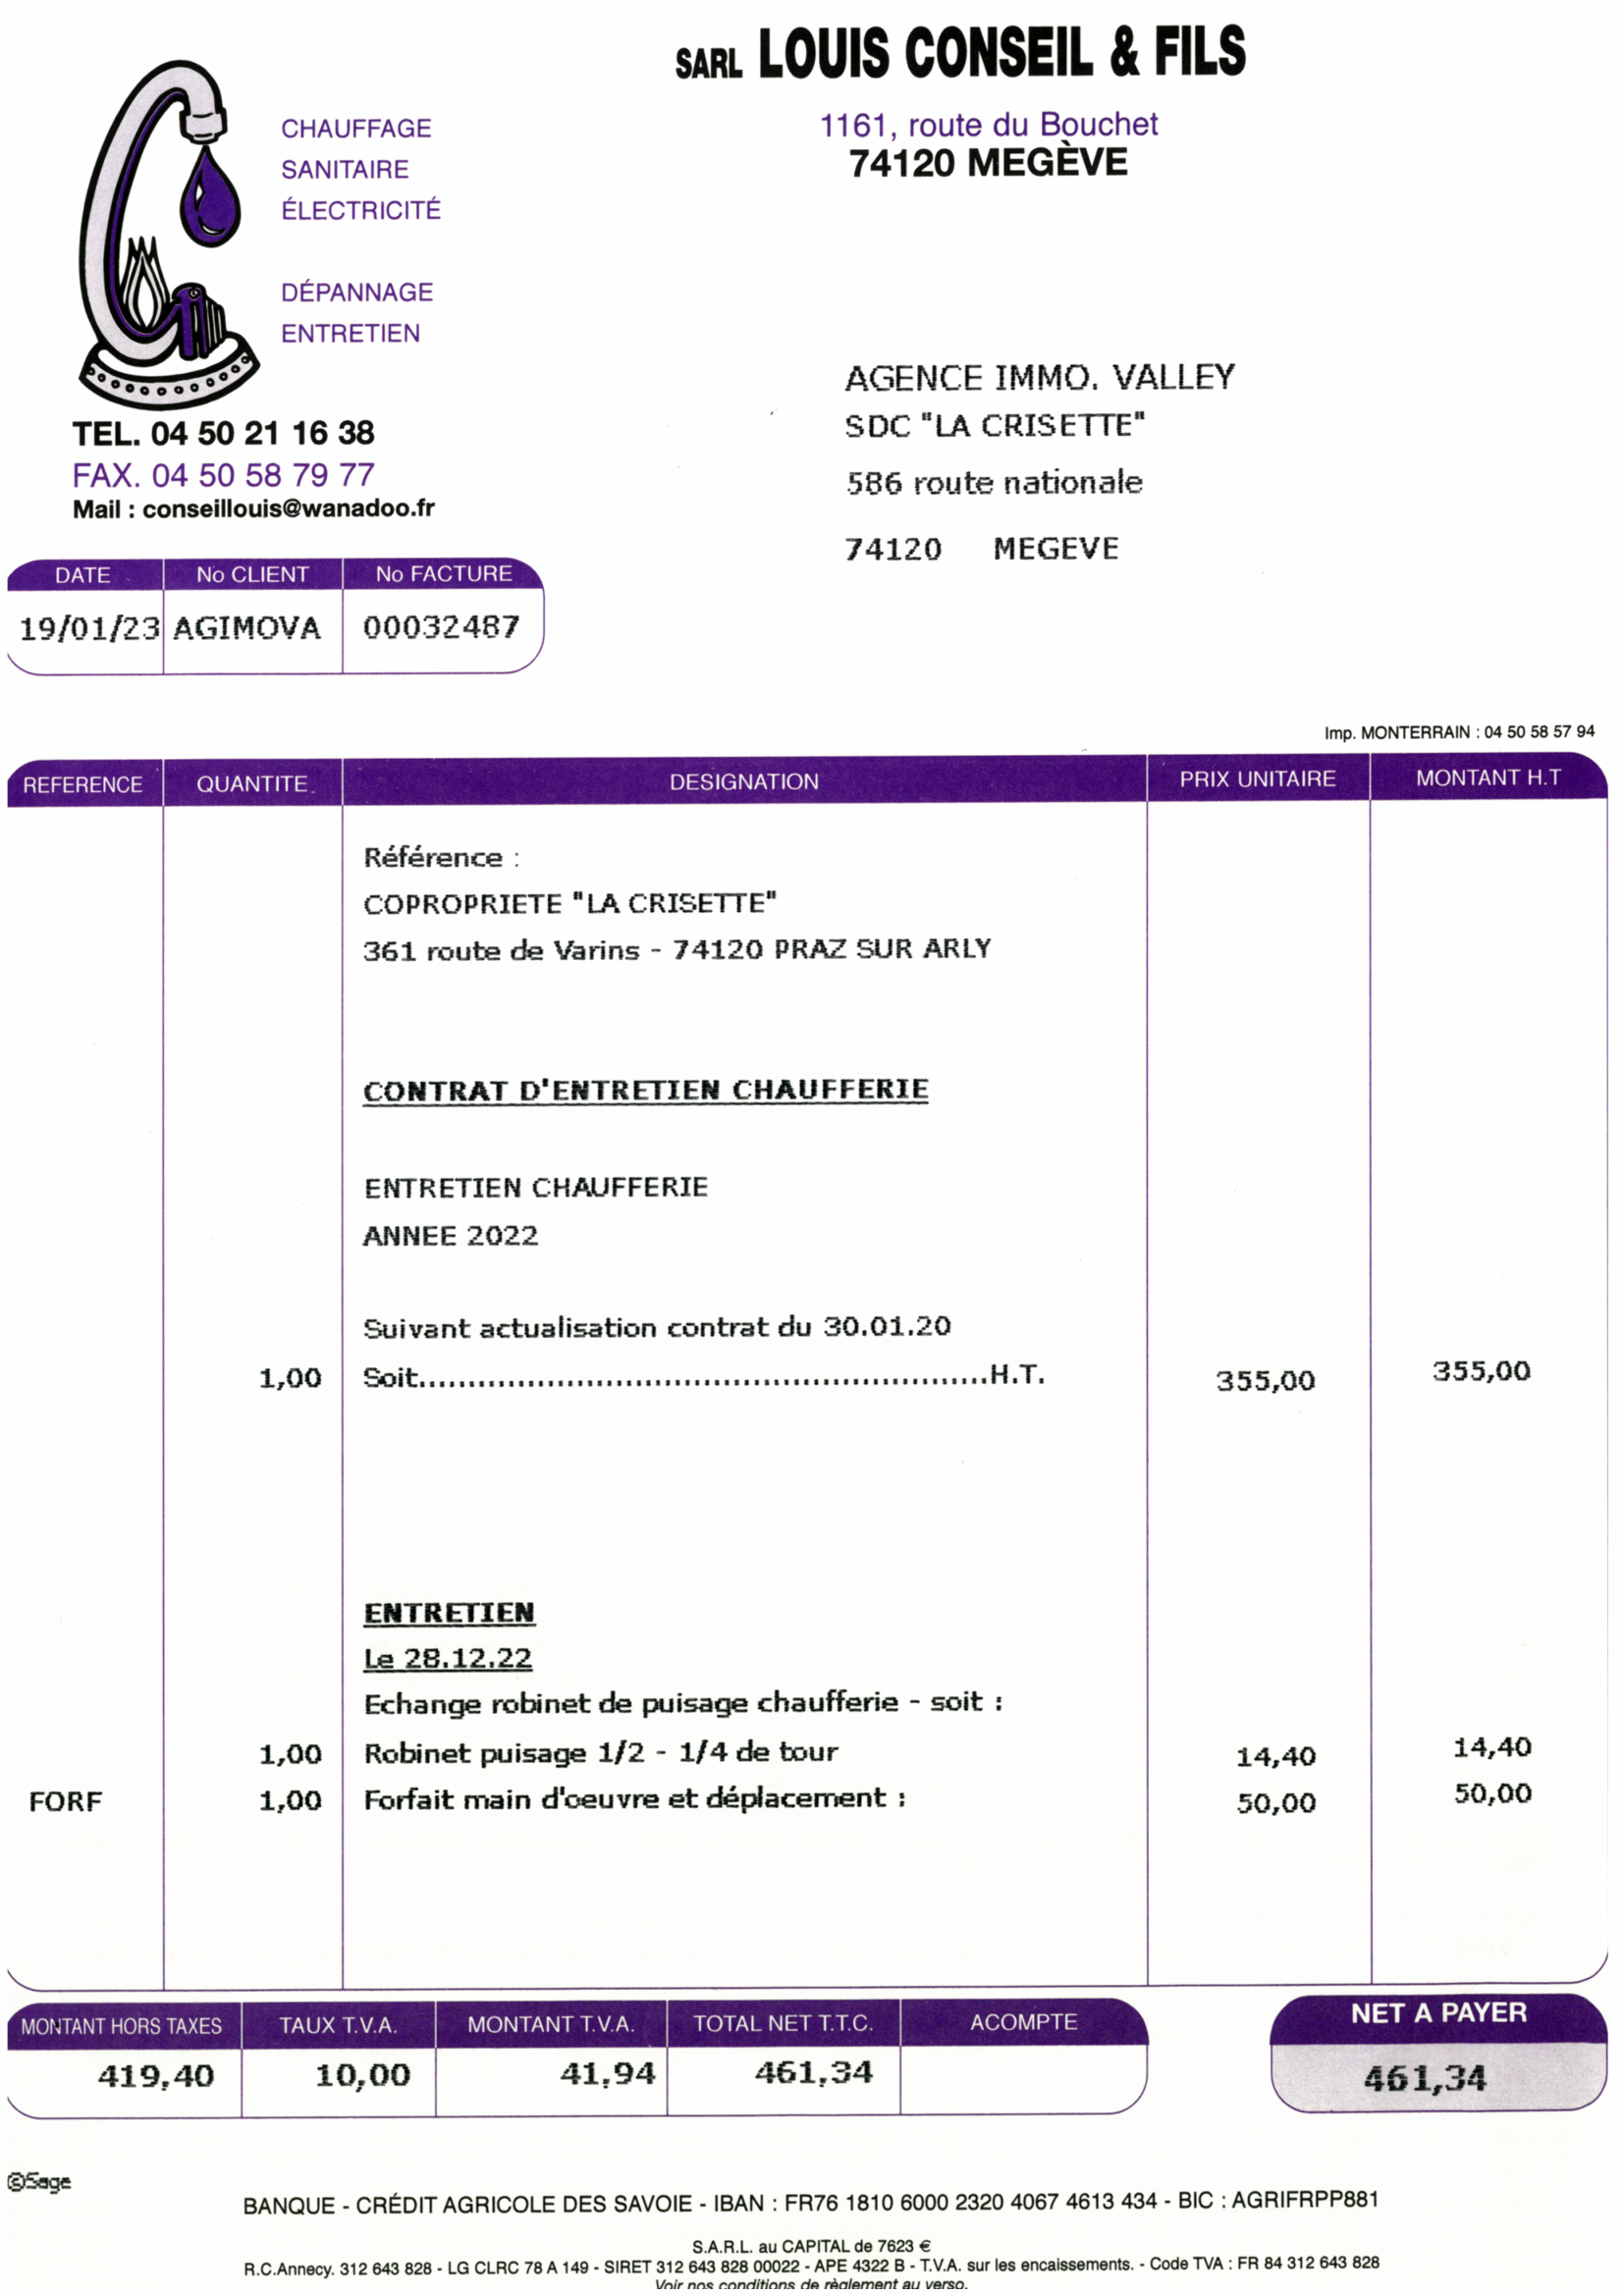 SARL LOUIS CONSEIL & FILS
1161, route du Bouchet
74120 MEGÈVE
CHAUFFAGE
SANITAIRE
ÉLECTRICITÉ
DÉPANNAGE
ENTRETIEN
TEL. 04 50 21 16 38
FAX. 04 50 58 79 77
Mail : conseillouis@wanadoo.fr
AGENCE IMMO. VALLEY
SDC "LA CRISETTE"
586 route nationale
74120 MEGEVE
DATE No CLIENT No FACTURE
19/01/23 AGIMOVA 00032487
Imp. MONTERRAIN : 04 50 58 57 94
REFERENCE QUANTITE DESIGNATION PRIX UNITAIRE MONTANT H.T
Référence :
COPROPRIETE "LA CRISETTE"
361 route de Varins - 74120 PRAZ SUR ARLY
CONTRAT D'ENTRETIEN CHAUFFERIE
ENTRETIEN CHAUFFERIE
ANNEE 2022
Suivant actualisation contrat du 30.01.20
1,00 Soit..........................................................H.T. 355,00 355,00
ENTRETIEN
Le 28.12.22
Echange robinet de puisage chaufferie - soit :
1,00 Robinet puisage 1/2 - 1/4 de tour 14,40 14,40
FORF 1,00 Forfait main d'oeuvre et déplacement : 50,00 50,00
MONTANT HORS TAXES TAUX T.V.A. MONTANT T.V.A. TOTAL NET T.T.C. ACOMPTE NET A PAYER
419,40 10,00 41,94 461,34 461,34
©Sage
BANQUE - CRÉDIT AGRICOLE DES SAVOIE - IBAN : FR76 1810 6000 2320 4067 4613 434 - BIC : AGRIFRPP881
S.A.R.L. au CAPITAL de 7623 €
R.C.Annecy. 312 643 828 - LG CLRC 78 A 149 - SIRET 312 643 828 00022 - APE 4322 B - T.V.A. sur les encaissements. - Code TVA : FR 84 312 643 828
Voir nos conditions de règlement au verso.